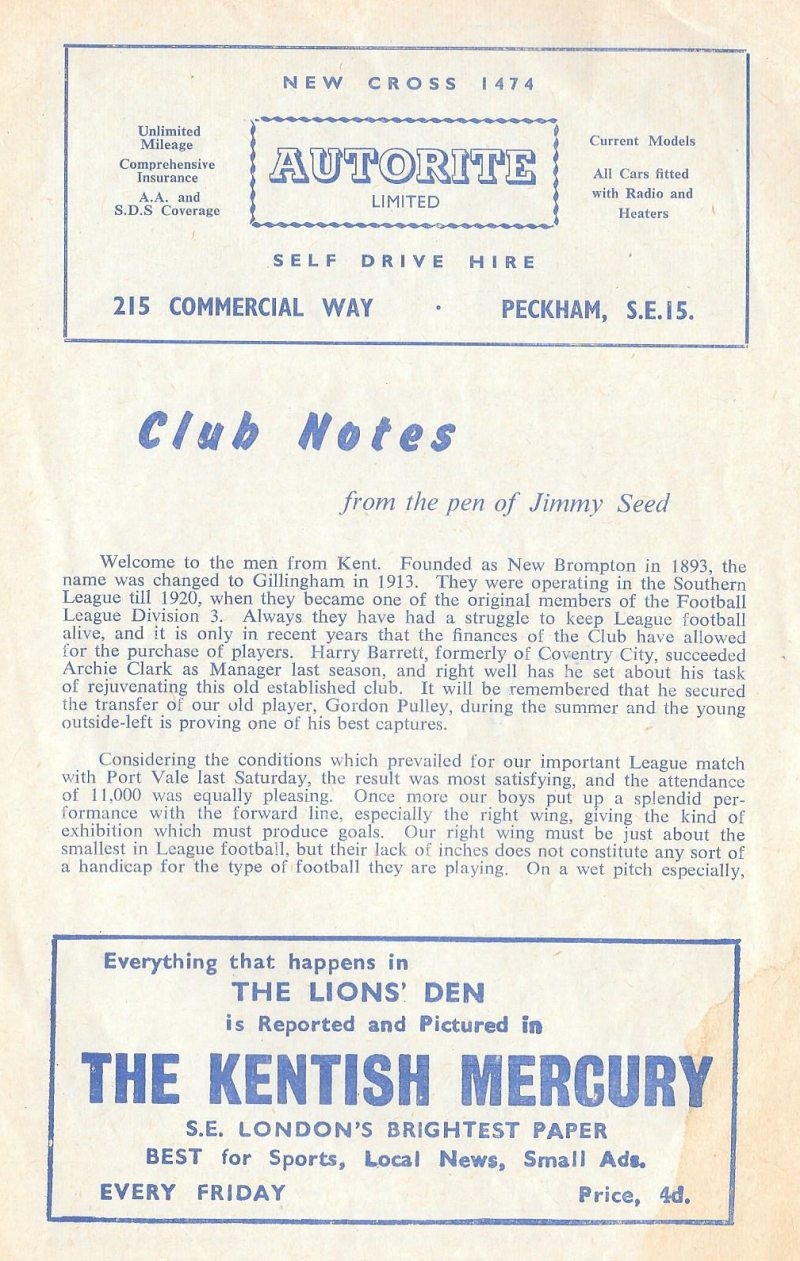 NEW CROSS 1474
Unlimited
Mileage
Comprehensive
Insurance
A.A. and
S.D.S Coverage
AUTORITE
LIMITED
Current Models
All Cars fitted
with Radio and
Heaters
SELF DRIVE HIRE
215 COMMERCIAL WAY · PECKHAM, S.E.15.
Club Notes
from the pen of Jimmy Seed
Welcome to the men from Kent. Founded as New Brompton in 1893, the
name was changed to Gillingham in 1913. They were operating in the Southern
League till 1920, when they became one of the original members of the Football
League Division 3. Always they have had a struggle to keep League football
alive, and it is only in recent years that the finances of the Club have allowed
for the purchase of players. Harry Barrett, formerly of Coventry City, succeeded
Archie Clark as Manager last season, and right well has he set about his task
of rejuvenating this old established club. It will be remembered that he secured
the transfer of our old player, Gordon Pulley, during the summer and the young
outside-left is proving one of his best captures.
Considering the conditions which prevailed for our important League match
with Port Vale last Saturday, the result was most satisfying, and the attendance
of 11,000 was equally pleasing. Once more our boys put up a splendid per-
formance with the forward line, especially the right wing, giving the kind of
exhibition which must produce goals. Our right wing must be just about the
smallest in League football, but their lack of inches does not constitute any sort of
a handicap for the type of football they are playing. On a wet pitch especially,
Everything that happens in
THE LIONS' DEN
is Reported and Pictured in
THE KENTISH MERCURY
S.E. LONDON'S BRIGHTEST PAPER
BEST for Sports, Local News, Small Ads.
EVERY FRIDAY Price, 4d.